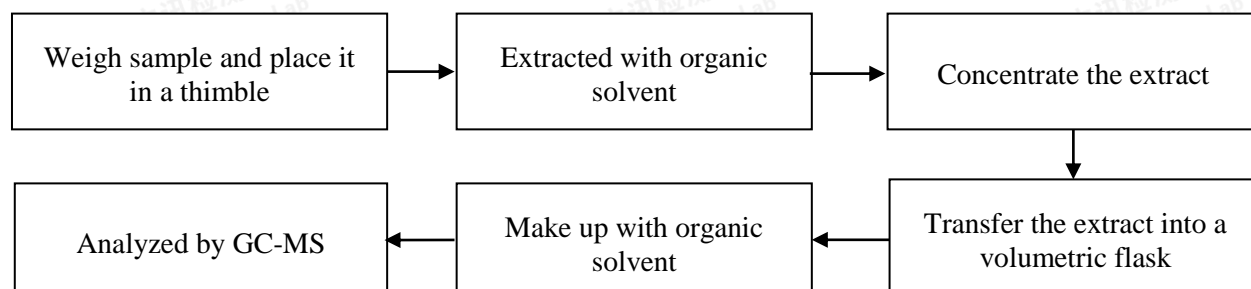 Weigh sample and place it
in a thimble
Extracted with organic
solvent
Concentrate the extract
Transfer the extract into a
volumetric flask
Make up with organic
solvent
Analyzed by GC-MS